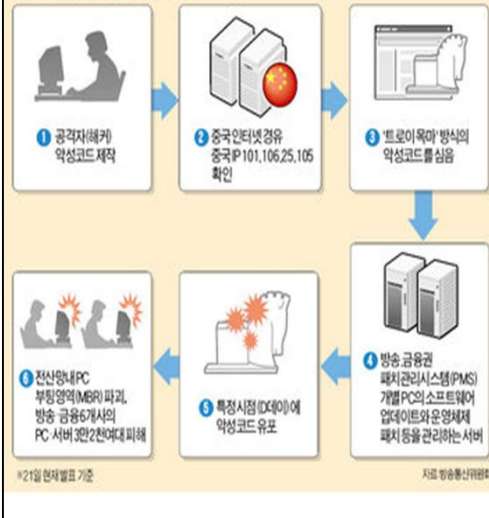 1 공격자(해커)
악성코드 제작
2 중국 인터넷 경유
중국 IP 101,106,25,105
확인
3 '트로이 목마' 방식의
악성코드를 심음
4 방송, 금융권
패치관리시스템(PMS)
개별 PC의 소프트웨어
업데이트와 운영체제
패치 등을 관리하는 서버
5 특정시점(D데이)에
악성코드 유포
6 전산망 내 PC
부팅영역(MBR) 파괴,
방송·금융 6개사의
PC·서버 3만2천여대 피해
※21일 현재 발표 기준
자료:방송통신위원회